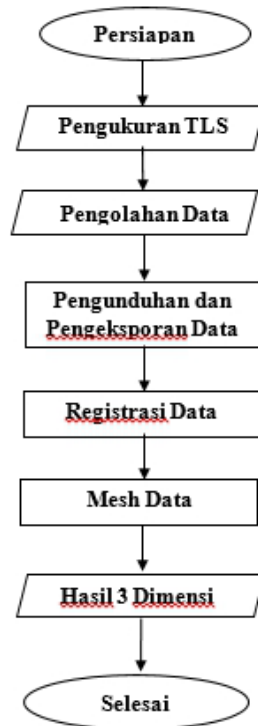 Persiapan
Pengukuran TLS
Pengolahan Data
Pengunduhan dan
Pengeksporan Data
Registrasi Data
Mesh Data
Hasil 3 Dimensi
Selesai